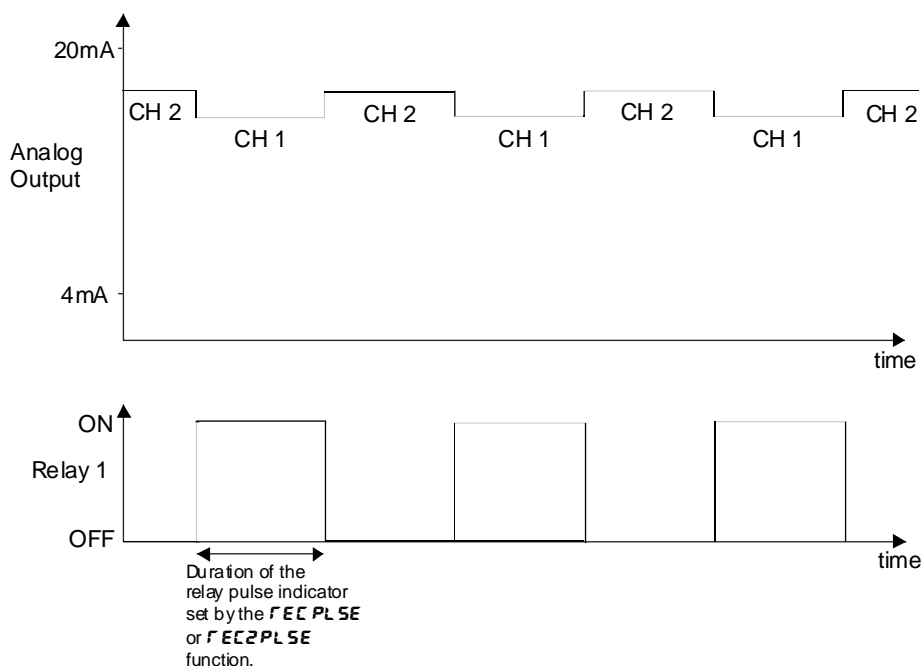 20mA
CH 2
CH 2
CH 2
CH 2
CH 1
CH 1
CH 1
Analog
Output
4mA
time
ON
Relay 1
OFF
time
Duration of the
relay pulse indicator
set by the rEC PLSE
or rEC2PLSE
function.